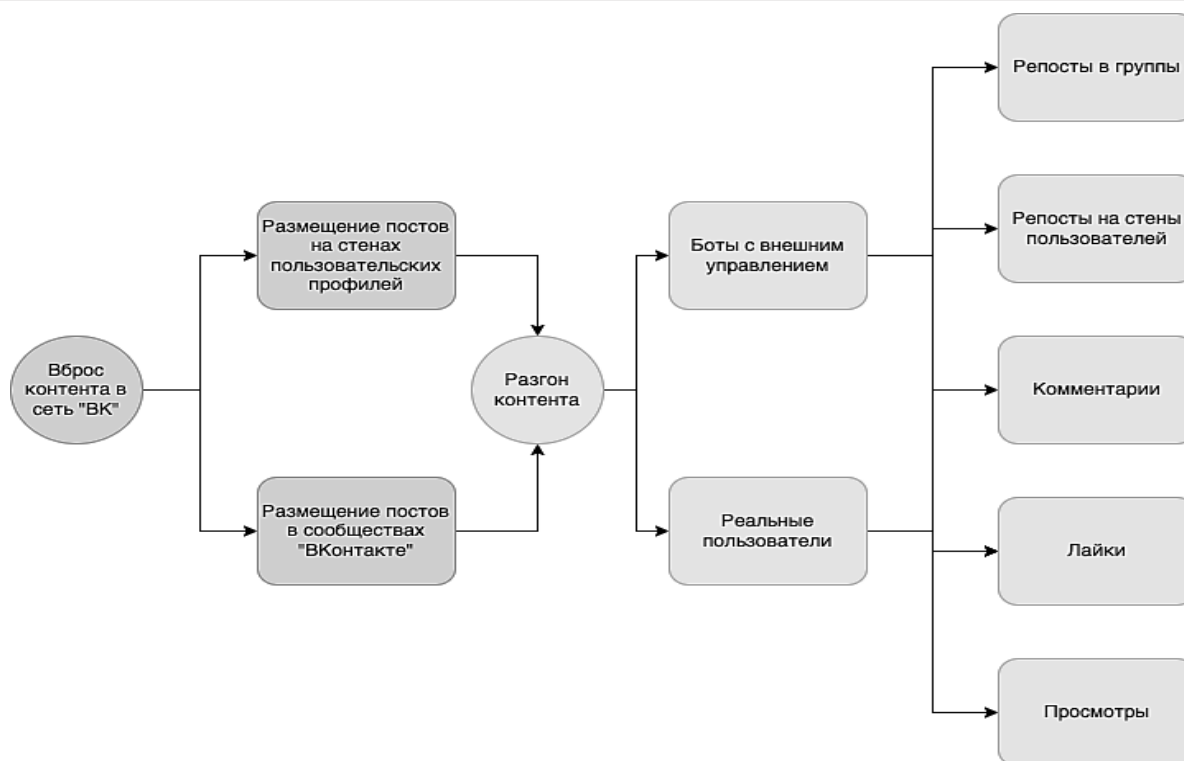 Вброс
контента в
сеть "ВК"
Размещение постов
на стенах
пользовательских
профилей
Размещение постов
в сообществах
"ВКонтакте"
Разгон
контента
Боты с внешним
управлением
Реальные
пользователи
Репосты в группы
Репосты на стены
пользователей
Комментарии
Лайки
Просмотры